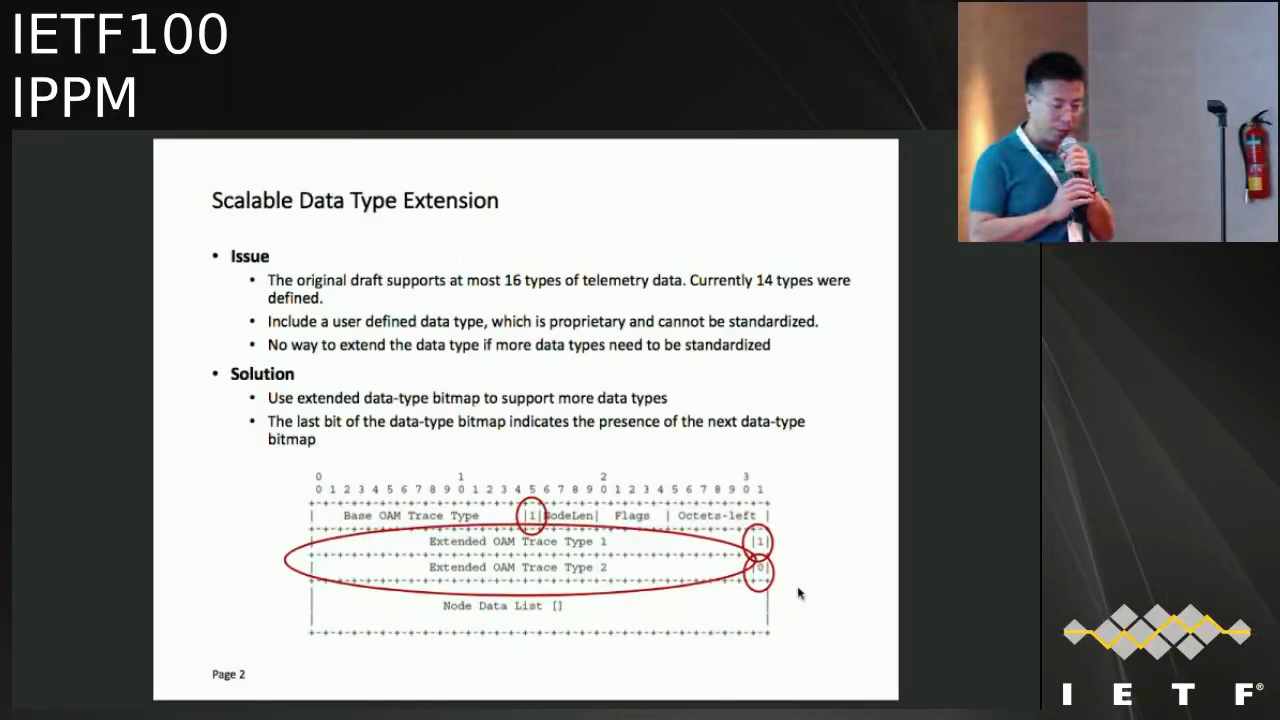 IETF100
IPPM
Scalable Data Type Extension
• Issue
• The original draft supports at most 16 types of telemetry data. Currently 14 types were
defined.
• Include a user defined data type, which is proprietary and cannot be standardized.
• No way to extend the data type if more data types need to be standardized
• Solution
• Use extended data-type bitmap to support more data types
• The last bit of the data-type bitmap indicates the presence of the next data-type
bitmap
0 1 2 3
0 1 2 3 4 5 6 7 8 9 0 1 2 3 4 5 6 7 8 9 0 1 2 3 4 5 6 7 8 9 0 1
+-+-+-+-+-+-+-+-+-+-+-+-+-+-+-+-+-+-+-+-+-+-+-+-+-+-+-+-+-+-+-+-+
| Base OAM Trace Type |1|NodeLen| Flags | Octets-left |
+-+-+-+-+-+-+-+-+-+-+-+-+-+-+-+-+-+-+-+-+-+-+-+-+-+-+-+-+-+-+-+-+
| Extended OAM Trace Type 1 |1|
+-+-+-+-+-+-+-+-+-+-+-+-+-+-+-+-+-+-+-+-+-+-+-+-+-+-+-+-+-+-+-+-+
| Extended OAM Trace Type 2 |0|
+-+-+-+-+-+-+-+-+-+-+-+-+-+-+-+-+-+-+-+-+-+-+-+-+-+-+-+-+-+-+-+-+
| Node Data List [] |
+-+-+-+-+-+-+-+-+-+-+-+-+-+-+-+-+-+-+-+-+-+-+-+-+-+-+-+-+-+-+-+-+
Page 2
I E T F®